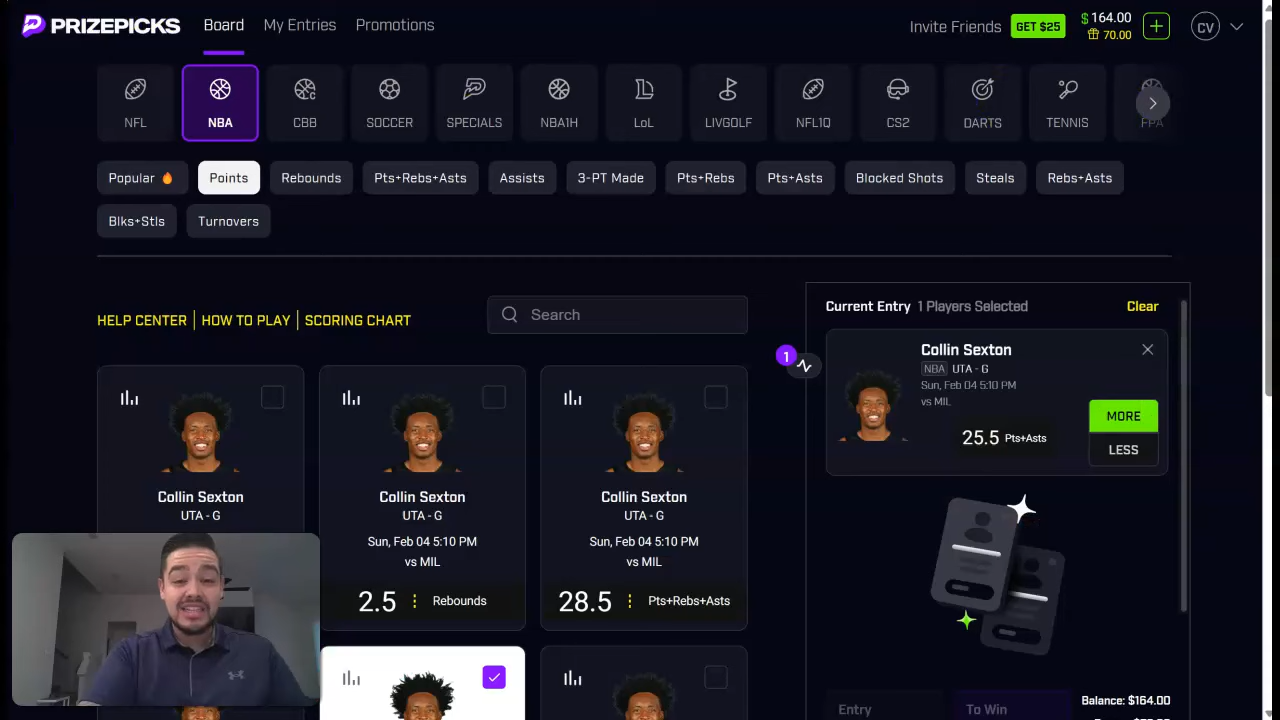 PRIZEPICKS
Board
My Entries
Promotions
Invite Friends
GET $25
$164.00
70.00
CV
NFL
NBA
CBB
SOCCER
SPECIALS
NBA1H
LoL
LIVGOLF
NFL1Q
CS2
DARTS
TENNIS
Popular
Points
Rebounds
Pts+Rebs+Asts
Assists
3-PT Made
Pts+Rebs
Pts+Asts
Blocked Shots
Steals
Rebs+Asts
Blks+Stls
Turnovers
HELP CENTER | HOW TO PLAY | SCORING CHART
Search
Collin Sexton
UTA - G
Collin Sexton
UTA - G
Sun, Feb 04 5:10 PM
vs MIL
2.5 Rebounds
Collin Sexton
UTA - G
Sun, Feb 04 5:10 PM
vs MIL
28.5 Pts+Rebs+Asts
Current Entry 1 Players Selected
Clear
1
Collin Sexton
NBA UTA - G
Sun, Feb 04 5:10 PM
vs MIL
25.5 Pts+Asts
MORE
LESS
Entry
To Win
Balance: $164.00